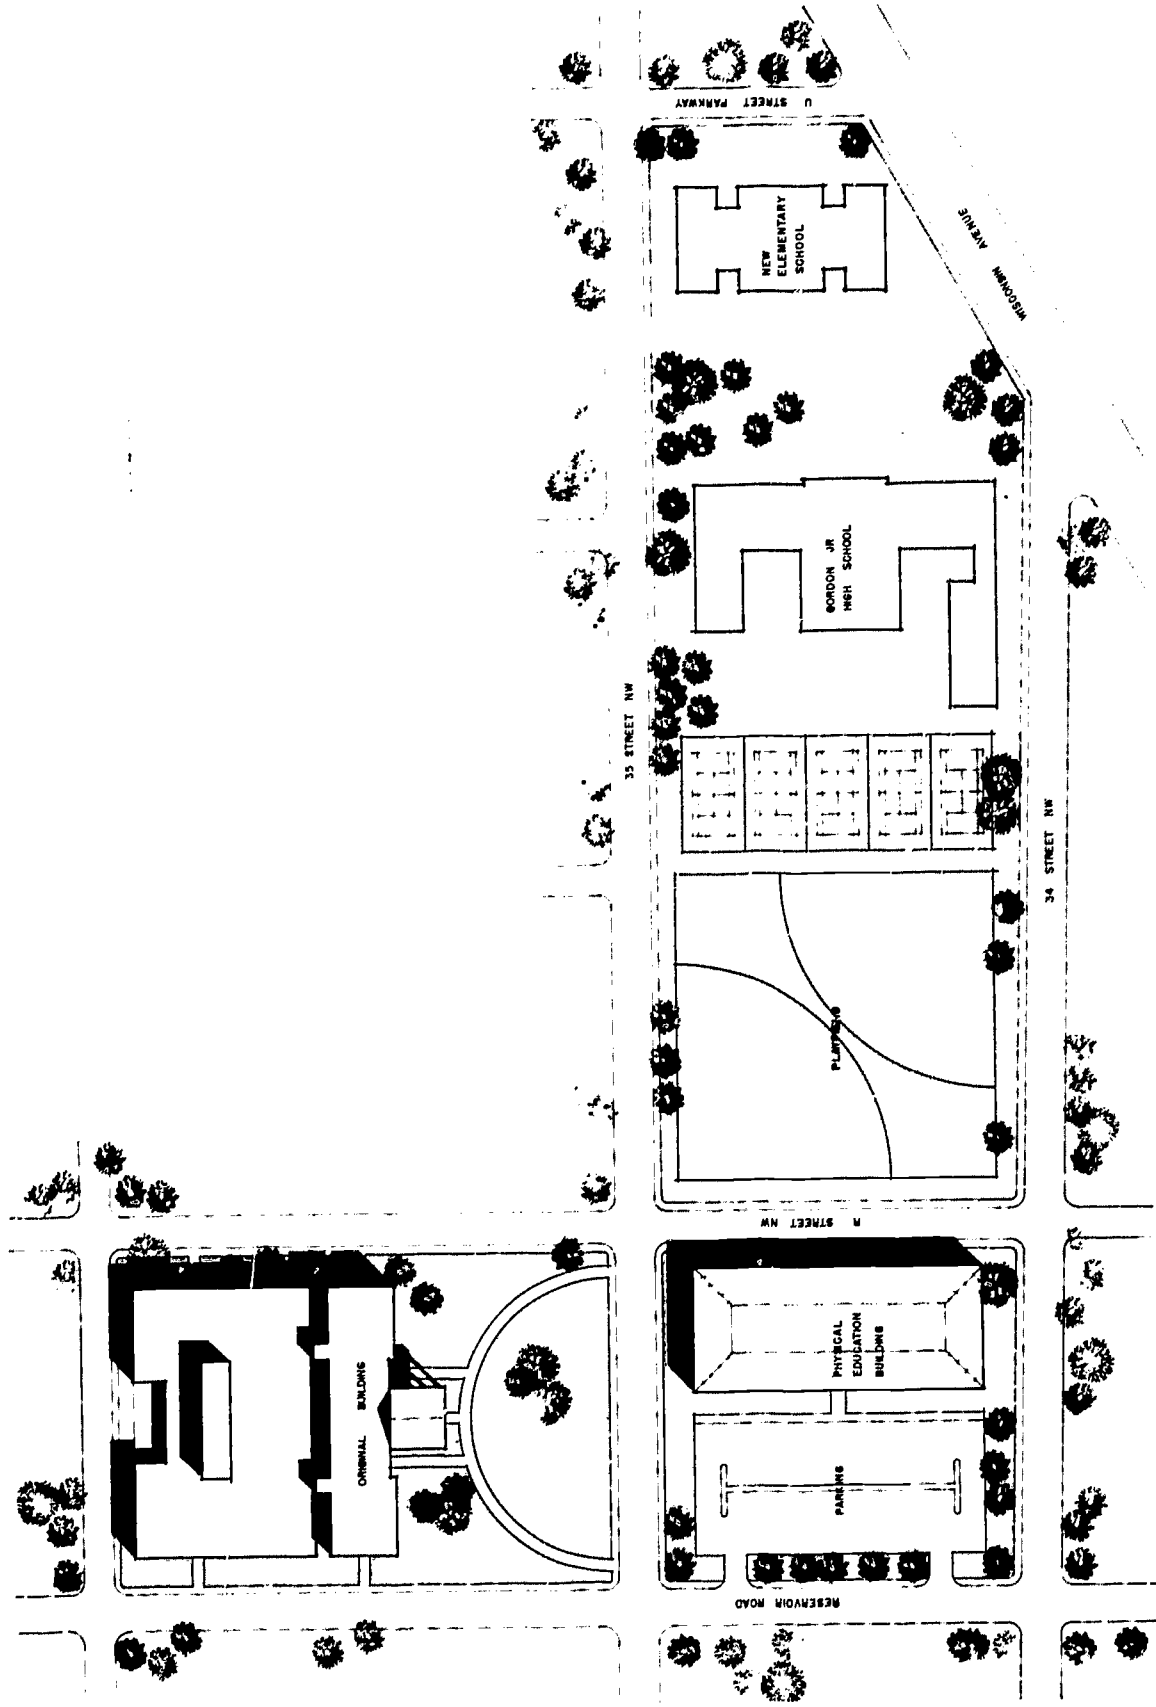 U STREET PARKWAY
WISCONSIN AVENUE
NEW
ELEMENTARY
SCHOOL
GORDON JR
HIGH SCHOOL
35 STREET NW
34 STREET NW
PLAYFIELD
R STREET NW
ORIGINAL BUILDING
PHYSICAL
EDUCATION
BUILDING
PARKING
RESERVOIR ROAD